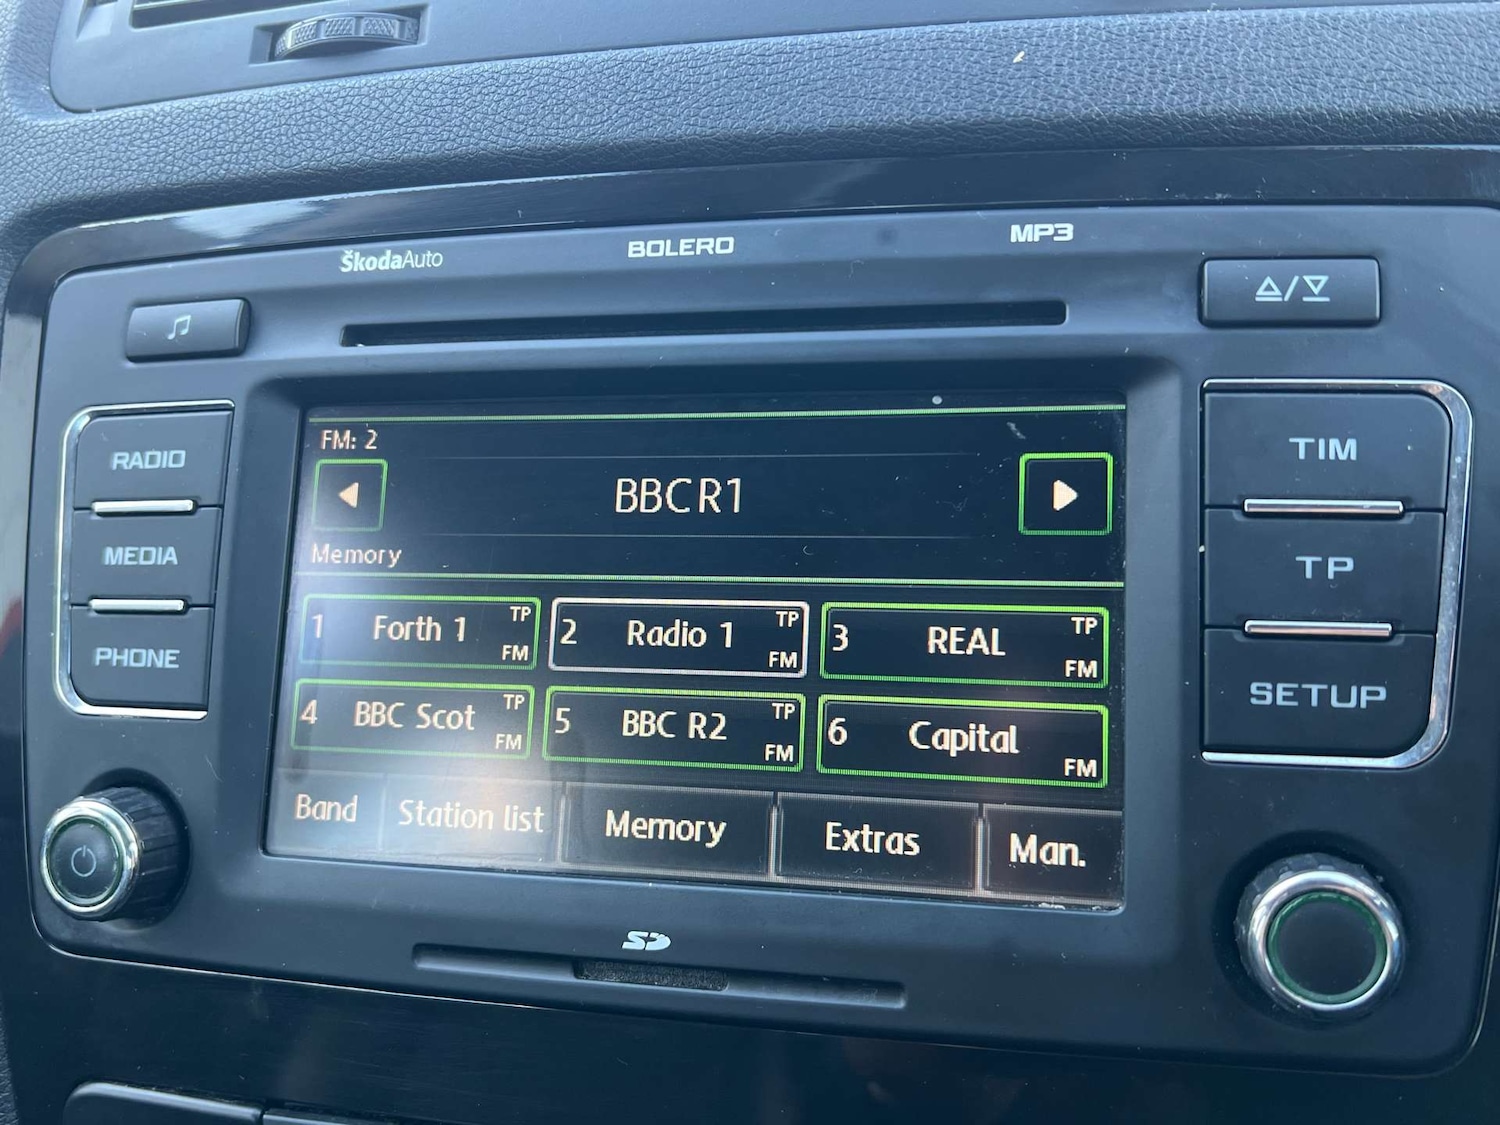 ŠkodaAuto
BOLERO
MP3
RADIO
MEDIA
PHONE
FM: 2
BBC R1
Memory
1 Forth 1 TP FM
2 Radio 1 TP FM
3 REAL TP FM
4 BBC Scot TP FM
5 BBC R2 TP FM
6 Capital FM
Band Station list Memory Extras Man.
TIM
TP
SETUP
SD